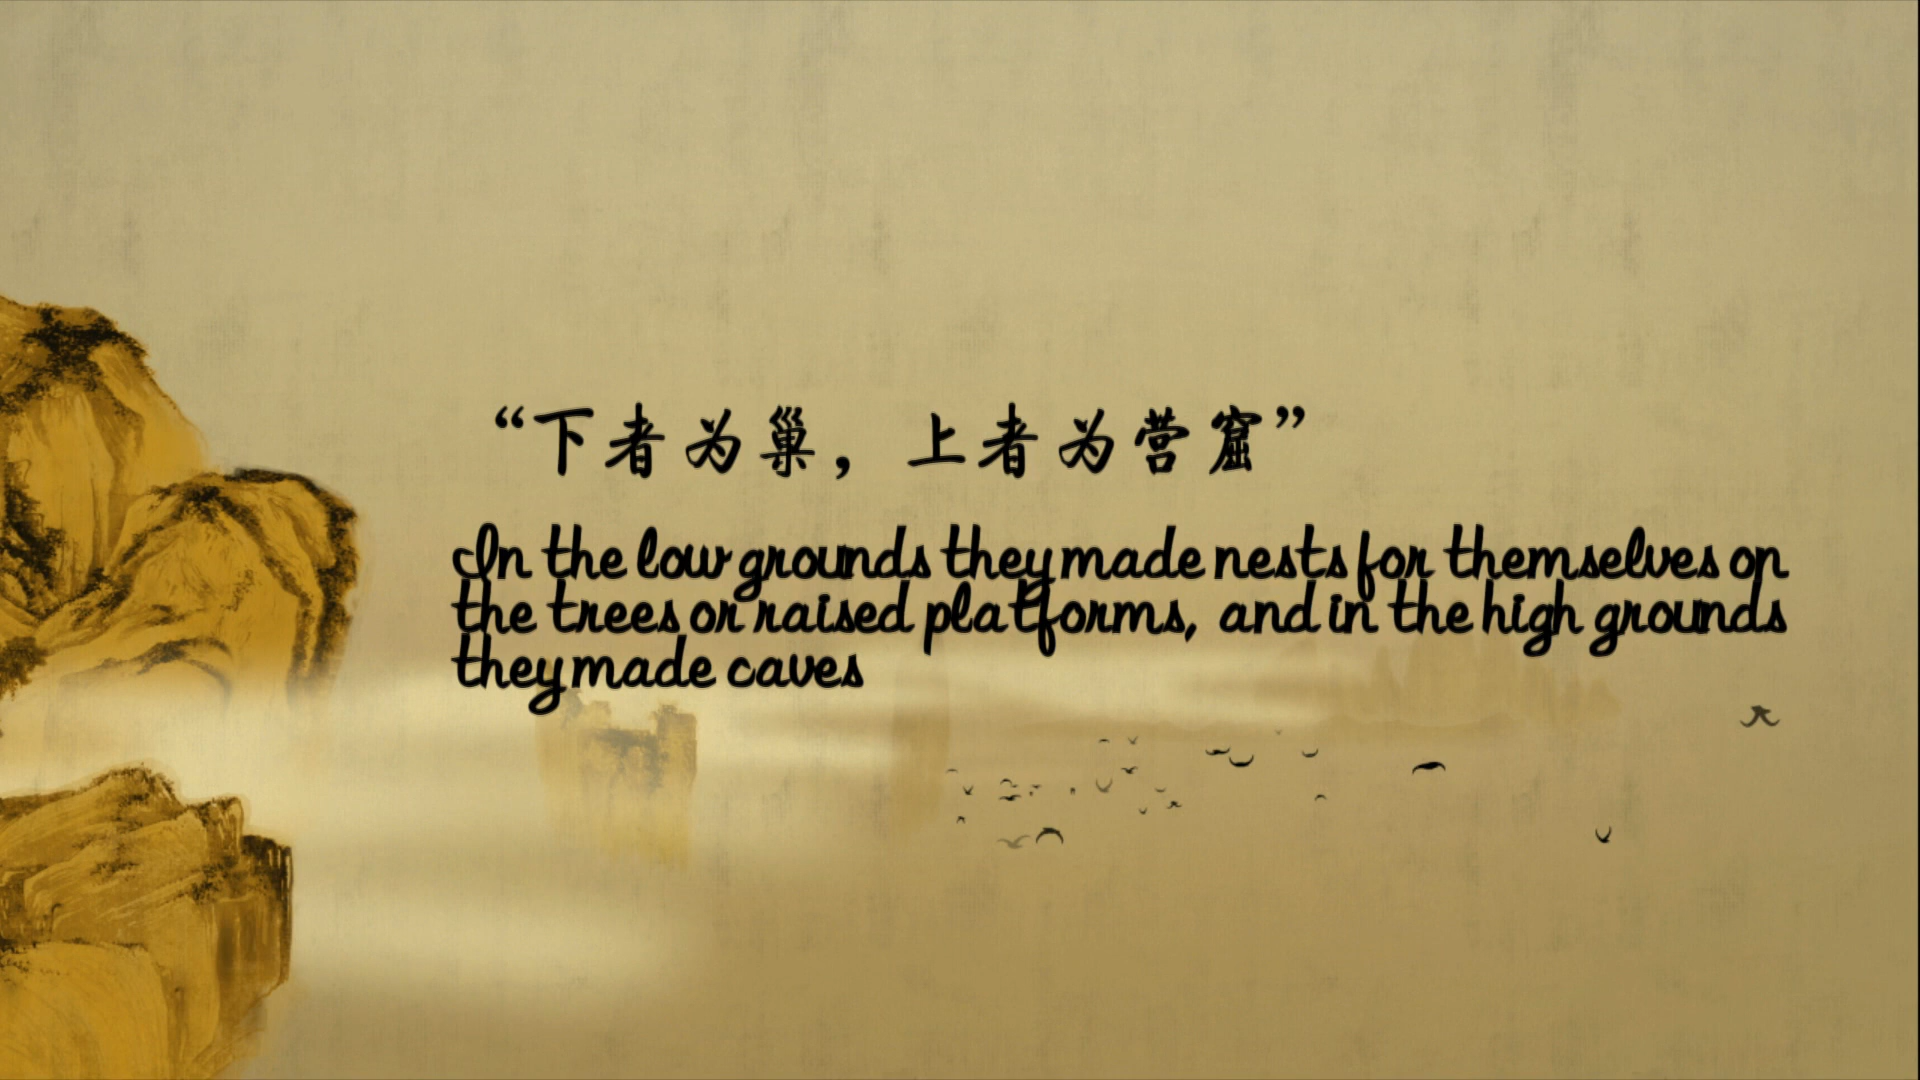 “下者为巢，上者为营窟”
In the low grounds they made nests for themselves on
the trees or raised platforms, and in the high grounds
they made caves